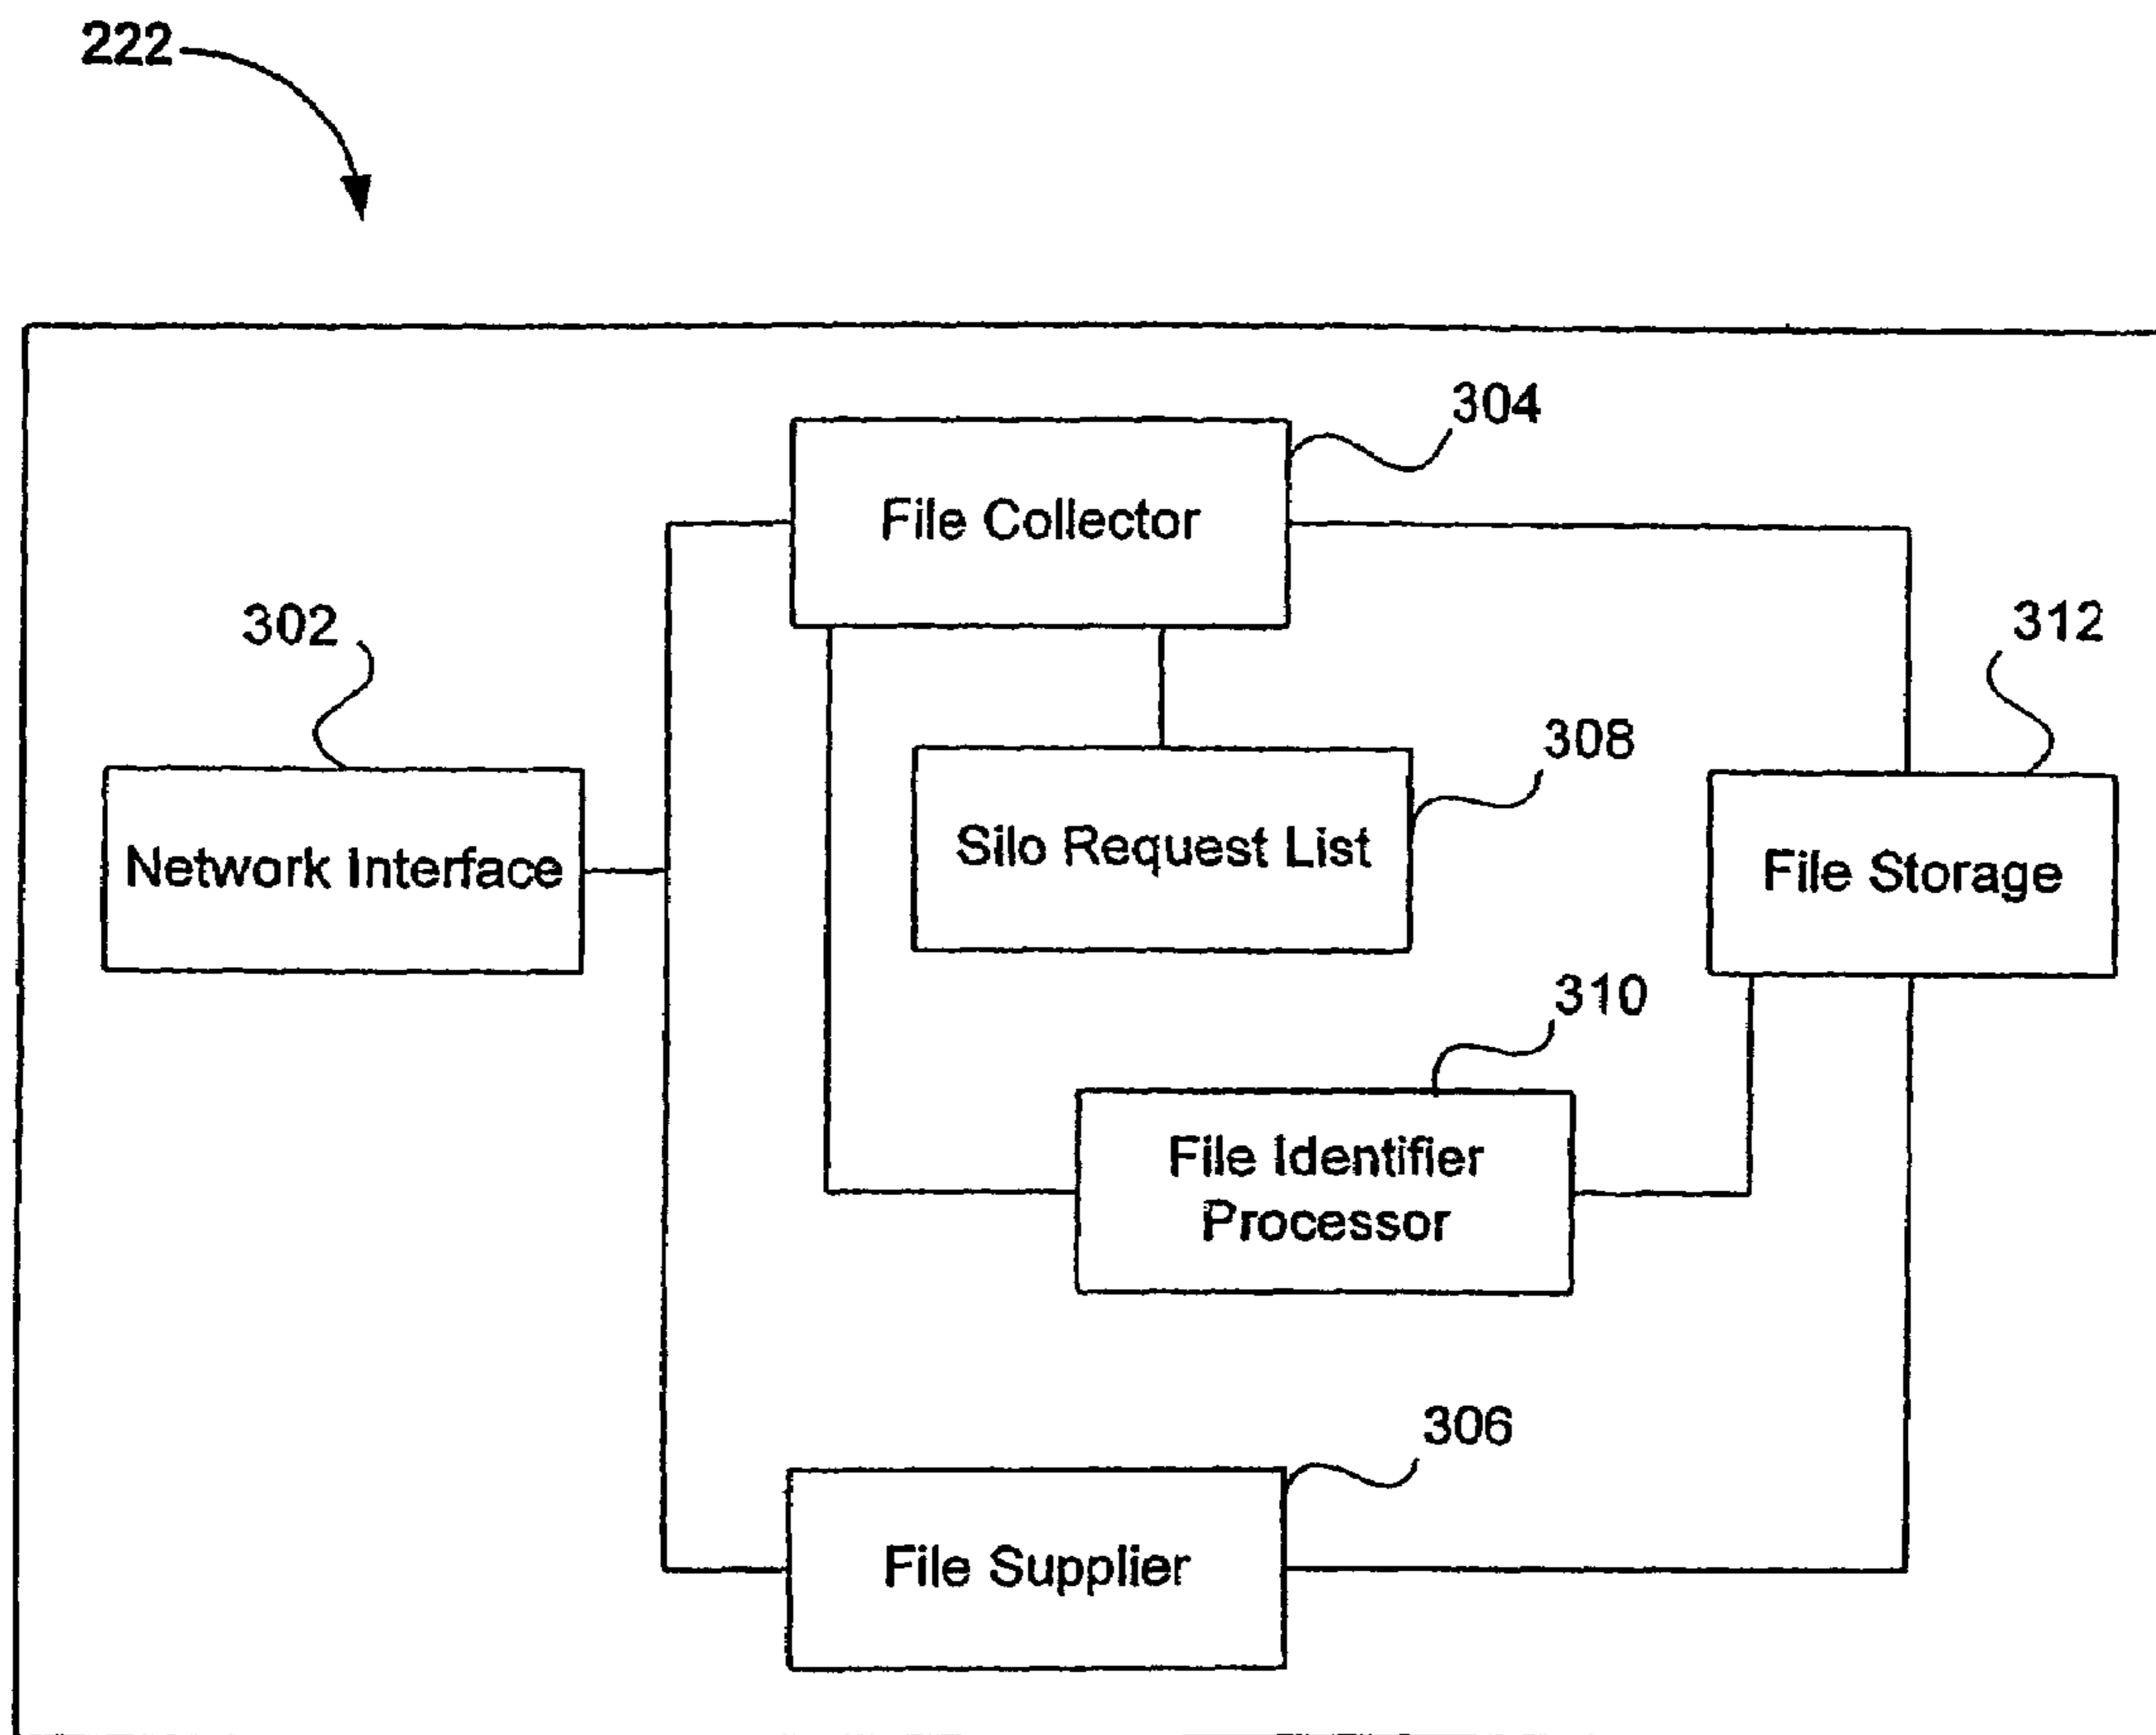 222
304
File Collector
302
312
308
Network Interface
Silo Request List
File Storage
310
File Identifier
Processor
306
File Supplier